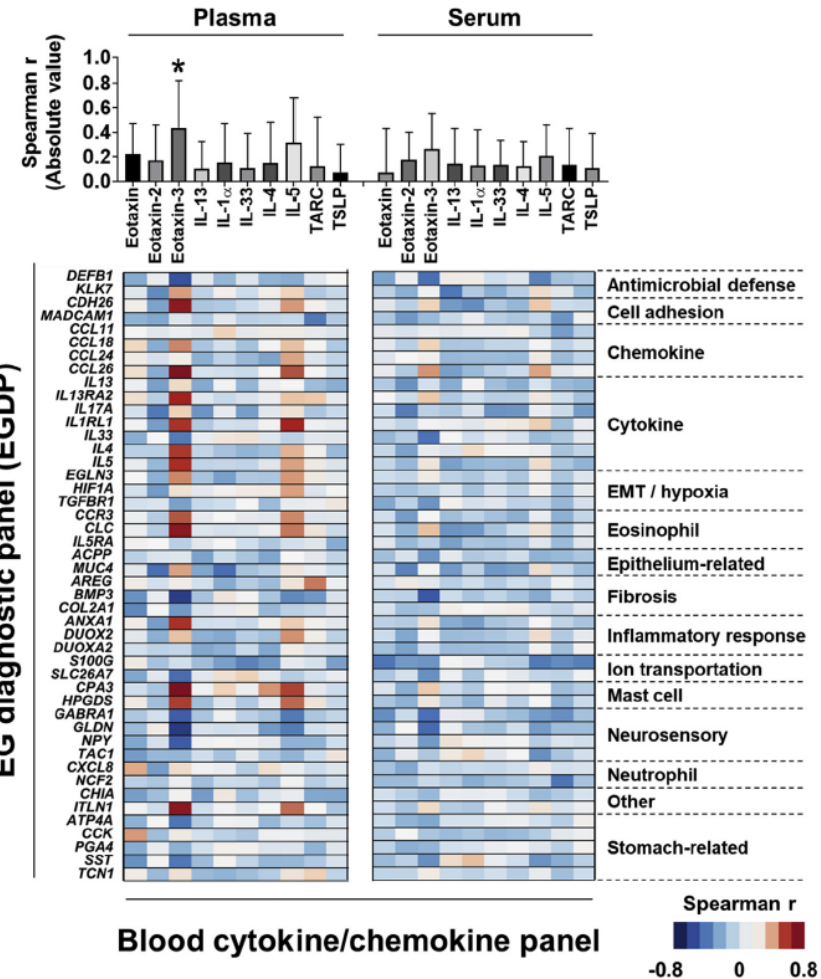 Plasma
Serum
Spearman r
(Absolute value)
1.0
0.8
0.6
0.4
0.2
0.0
*
Eotaxin
Eotaxin-2
Eotaxin-3
IL-13
IL-1α
IL-33
IL-4
IL-5
TARC
TSLP
Eotaxin
Eotaxin-2
Eotaxin-3
IL-13
IL-1α
IL-33
IL-4
IL-5
TARC
TSLP
EG diagnostic panel (EGDP)
DEFB1
KLK7
CDH26
MADCAM1
CCL11
CCL18
CCL24
CCL26
IL13
IL13RA2
IL17A
IL1RL1
IL33
IL4
IL5
EGLN3
HIF1A
TGFBR1
CCR3
CLC
IL5RA
ACPP
MUC4
AREG
BMP3
COL2A1
ANXA1
DUOX2
DUOXA2
S100G
SLC26A7
CPA3
HPGDS
GABRA1
GLDN
NPY
TAC1
CXCL8
NCF2
CHIA
ITLN1
ATP4A
CCK
PGA4
SST
TCN1
Antimicrobial defense
Cell adhesion
Chemokine
Cytokine
EMT / hypoxia
Eosinophil
Epithelium-related
Fibrosis
Inflammatory response
Ion transportation
Mast cell
Neurosensory
Neutrophil
Other
Stomach-related
Blood cytokine/chemokine panel
Spearman r
-0.8 0 0.8